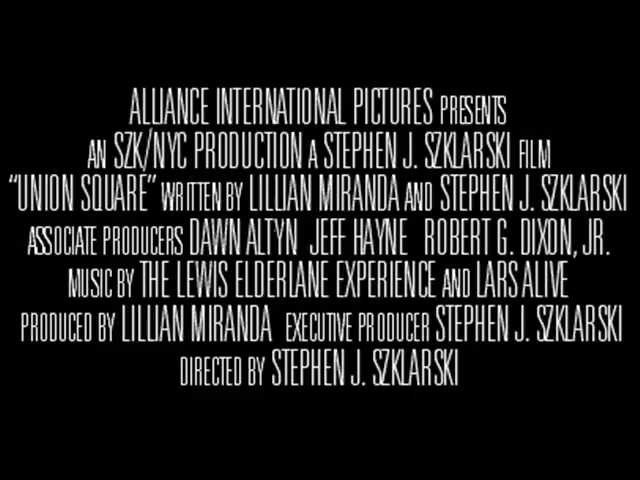 ALLIANCE INTERNATIONAL PICTURES PRESENTS
AN SZK/NYC PRODUCTION A STEPHEN J. SZKLARSKI FILM
“UNION SQUARE” WRITTEN BY LILLIAN MIRANDA AND STEPHEN J. SZKLARSKI
ASSOCIATE PRODUCERS DAWN ALTYN JEFF HAYNE ROBERT G. DIXON, JR.
MUSIC BY THE LEWIS ELDERLANE EXPERIENCE AND LARS ALIVE
PRODUCED BY LILLIAN MIRANDA EXECUTIVE PRODUCER STEPHEN J. SZKLARSKI
DIRECTED BY STEPHEN J. SZKLARSKI